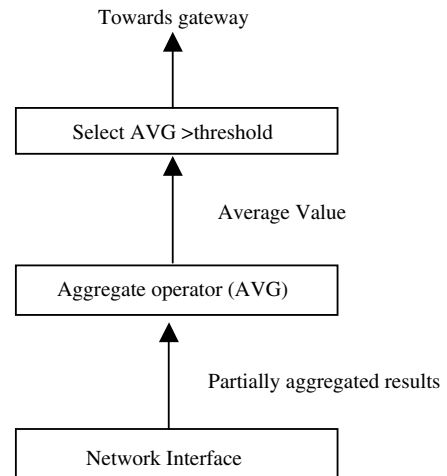 Towards gateway
Select AVG >threshold
Average Value
Aggregate operator (AVG)
Partially aggregated results
Network Interface